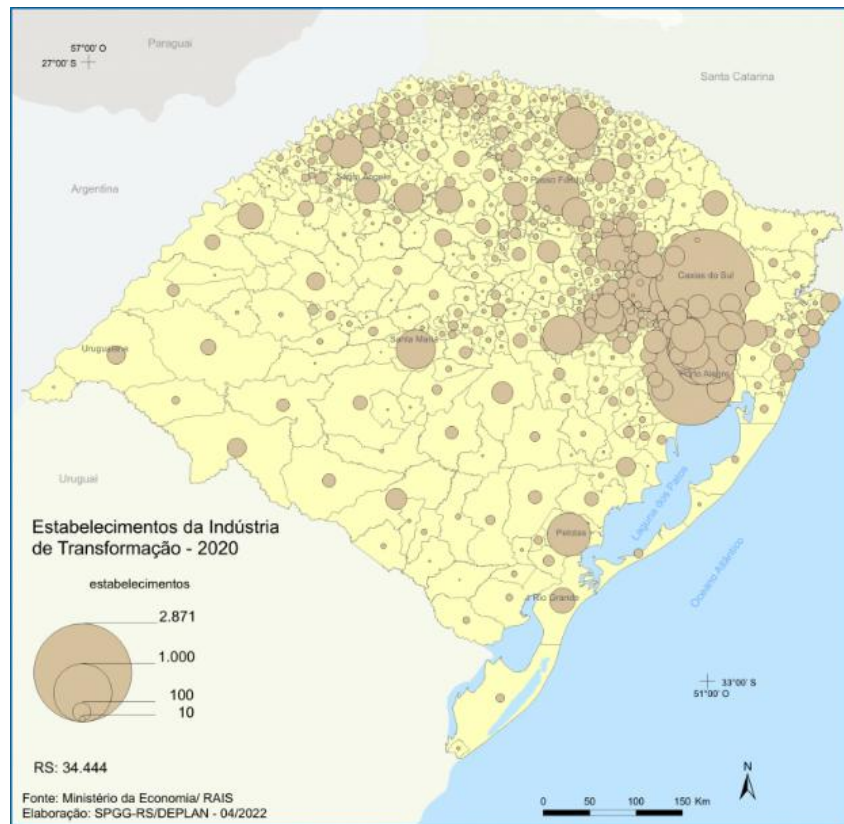 Paraguai
57°00' O
27°00' S
Santa Catarina
Argentina
Santo Ângelo
Passo Fundo
Caxias do Sul
Uruguaiana
Santa Maria
Porto Alegre
Uruguai
Laguna dos Patos
Oceano Atlântico
Pelotas
Rio Grande
Estabelecimentos da Indústria
de Transformação - 2020
estabelecimentos
2.871
1.000
100
10
33°00' S
51°00' O
RS: 34.444
N
Fonte: Ministério da Economia/ RAIS
Elaboração: SPGG-RS/DEPLAN - 04/2022
0 50 100 150 Km